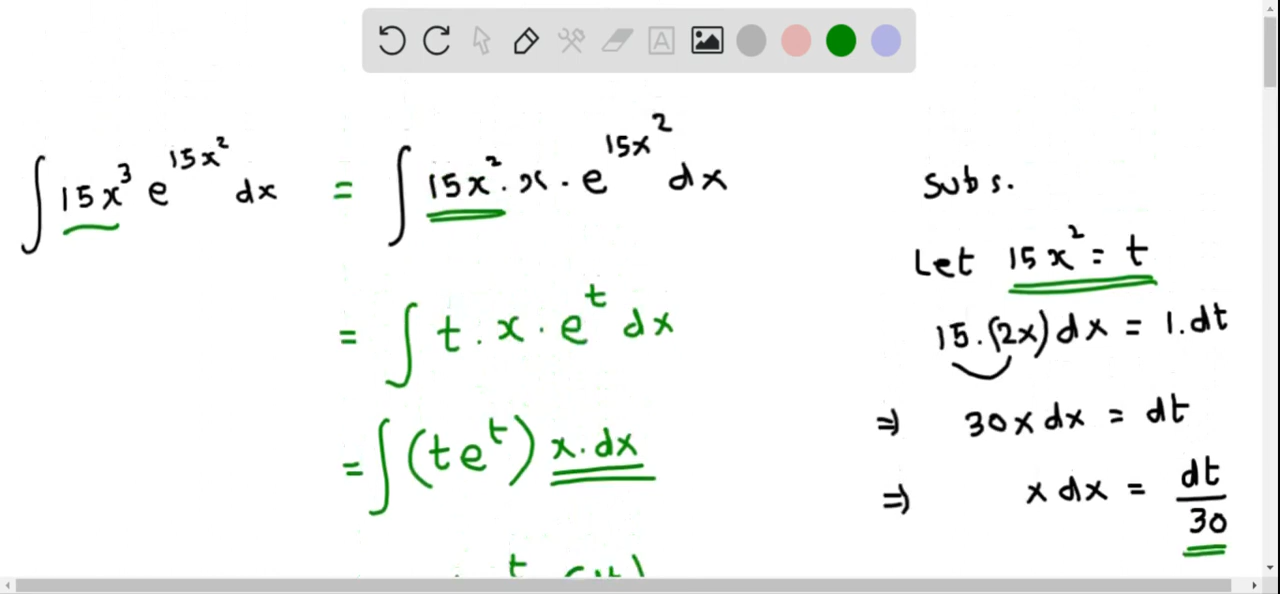 ∫ 15x³ e^{15x²} dx = ∫ 15x² · x · e^{15x²} dx
= ∫ t · x · e^t dx
= ∫ (te^t) x · dx
Subs.
Let 15x² = t
15.(2x)dx = 1.dt
⇒ 30x dx = dt
⇒ x dx = dt/30